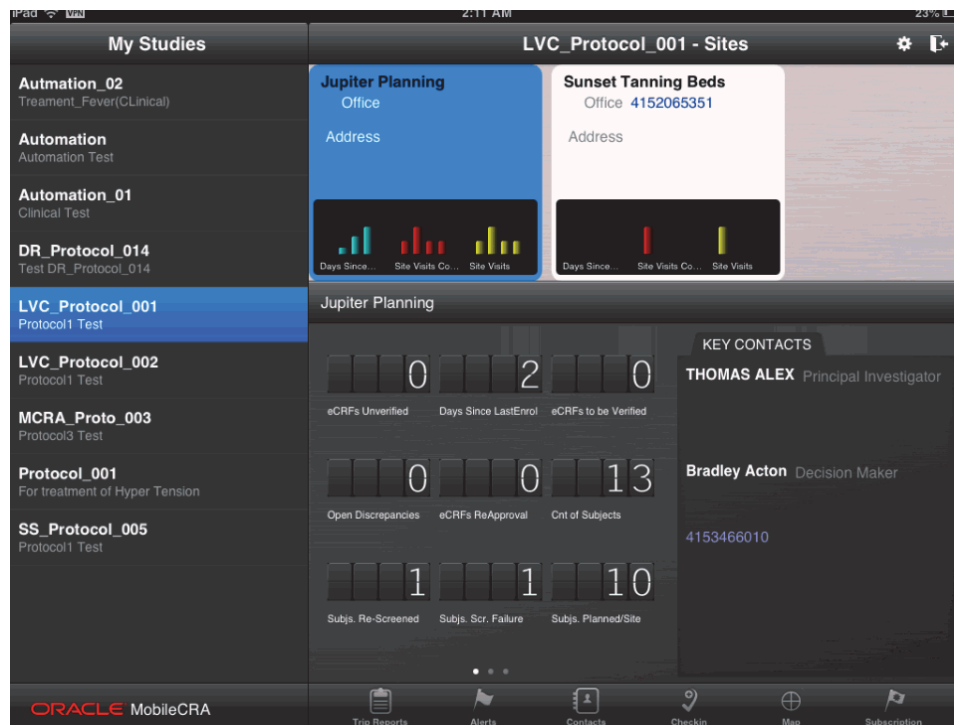 iPad VPN 2:11 AM 23%
My Studies
LVC_Protocol_001 - Sites
Autmation_02
Treament_Fever(CLinical)
Automation
Automation Test
Automation_01
Clinical Test
DR_Protocol_014
Test DR_Protocol_014
LVC_Protocol_001
Protocol1 Test
LVC_Protocol_002
Protocol1 Test
MCRA_Proto_003
Protocol3 Test
Protocol_001
For treatment of Hyper Tension
SS_Protocol_005
Protocol1 Test
ORACLE MobileCRA
Jupiter Planning
Office
Address
Days Since... Site Visits Co... Site Visits
Sunset Tanning Beds
Office 4152065351
Address
Days Since... Site Visits Co... Site Visits
Jupiter Planning
0 2 0
eCRFs Unverified Days Since LastEnrol eCRFs to be Verified
0 0 13
Open Discrepancies eCRFs ReApproval Cnt of Subjects
1 1 10
Subjs. Re-Screened Subjs. Scr. Failure Subjs. Planned/Site
KEY CONTACTS
THOMAS ALEX Principal Investigator
Bradley Acton Decision Maker
4153466010
Trip Reports Alerts Contacts Checkin Map Subscription